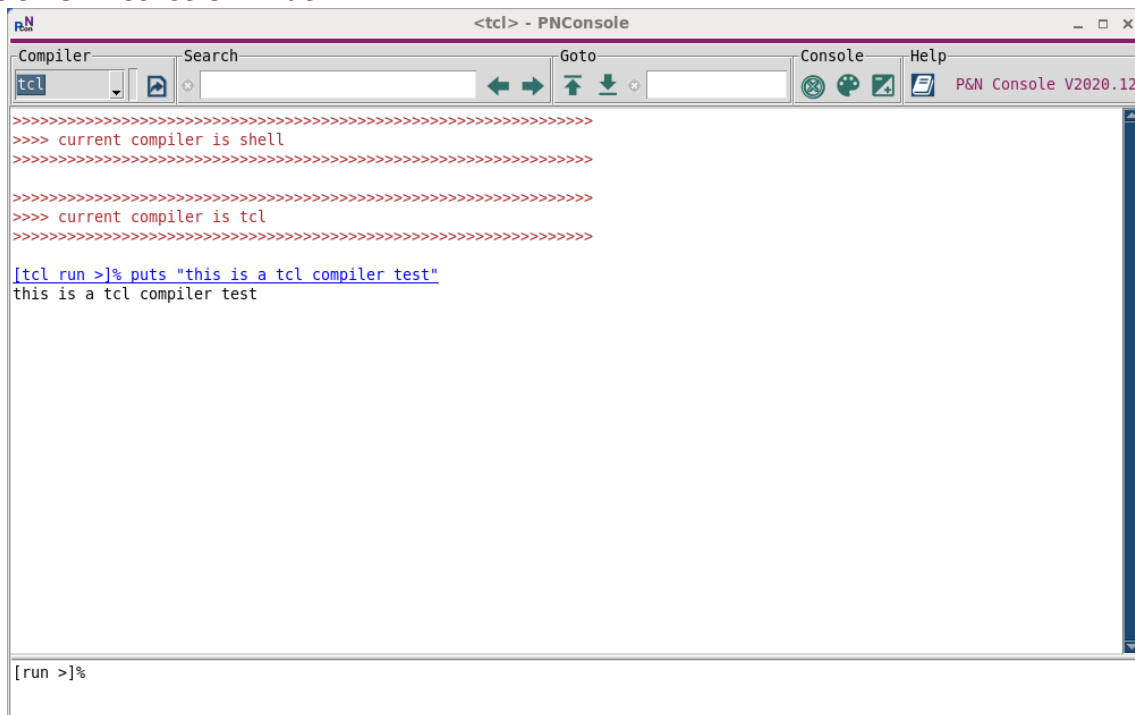 <tcl> - PNConsole
Compiler Search Goto Console Help
tcl P&N Console V2020.12
>>>>>>>>>>>>>>>>>>>>>>>>>>>>>>>>>>>>>>>>>>>>>>>>>>>>>>>>>>>>>>>>
>>>> current compiler is shell
>>>>>>>>>>>>>>>>>>>>>>>>>>>>>>>>>>>>>>>>>>>>>>>>>>>>>>>>>>>>>>>>
>>>>>>>>>>>>>>>>>>>>>>>>>>>>>>>>>>>>>>>>>>>>>>>>>>>>>>>>>>>>>>>>
>>>> current compiler is tcl
>>>>>>>>>>>>>>>>>>>>>>>>>>>>>>>>>>>>>>>>>>>>>>>>>>>>>>>>>>>>>>>>
[tcl run >]% puts "this is a tcl compiler test"
this is a tcl compiler test
[run >]%